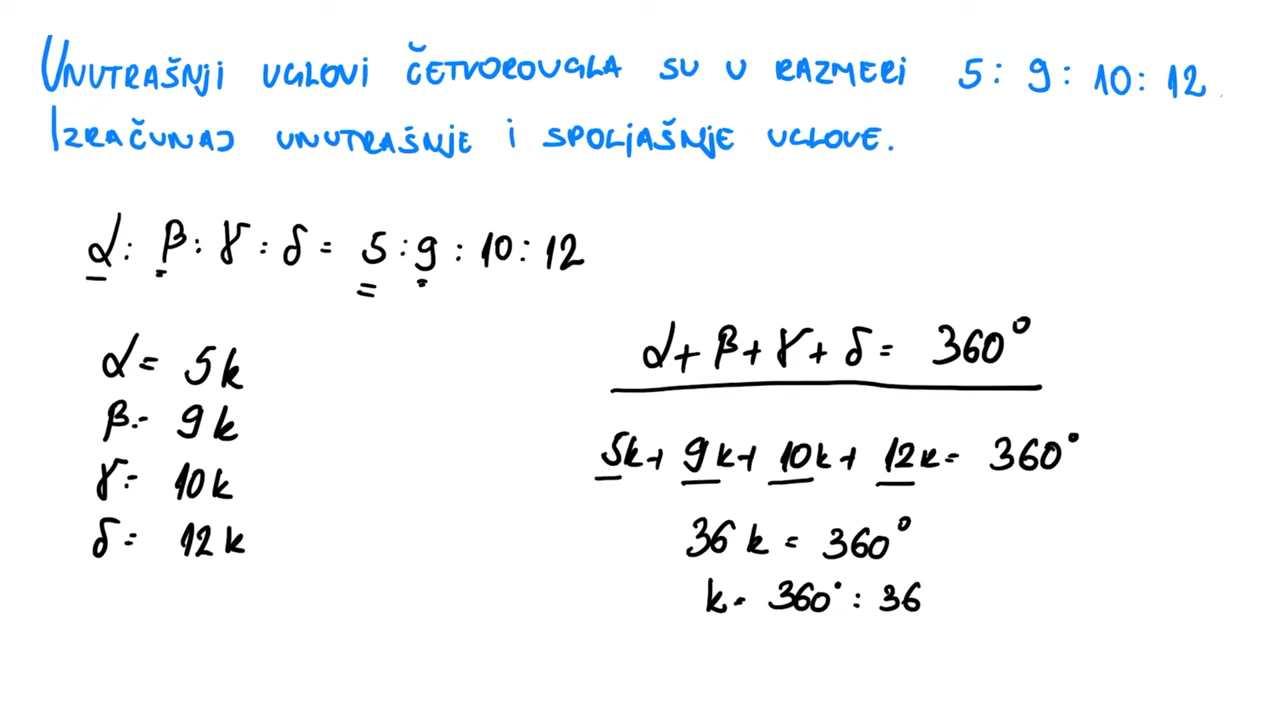 UNUTRAŠNJI UGLOVI ČETVOROUGLA SU U RAZMERI 5:9:10:12.
IZRAČUNAJ UNUTRAŠNJE I SPOLJAŠNJE UGLOVE.
α:β:γ:δ= 5:9:10:12
α= 5k
β= 9k
γ= 10k
δ= 12k
α+β+γ+δ= 360°
5k+9k+10k+12k= 360°
36k= 360°
k= 360°:36